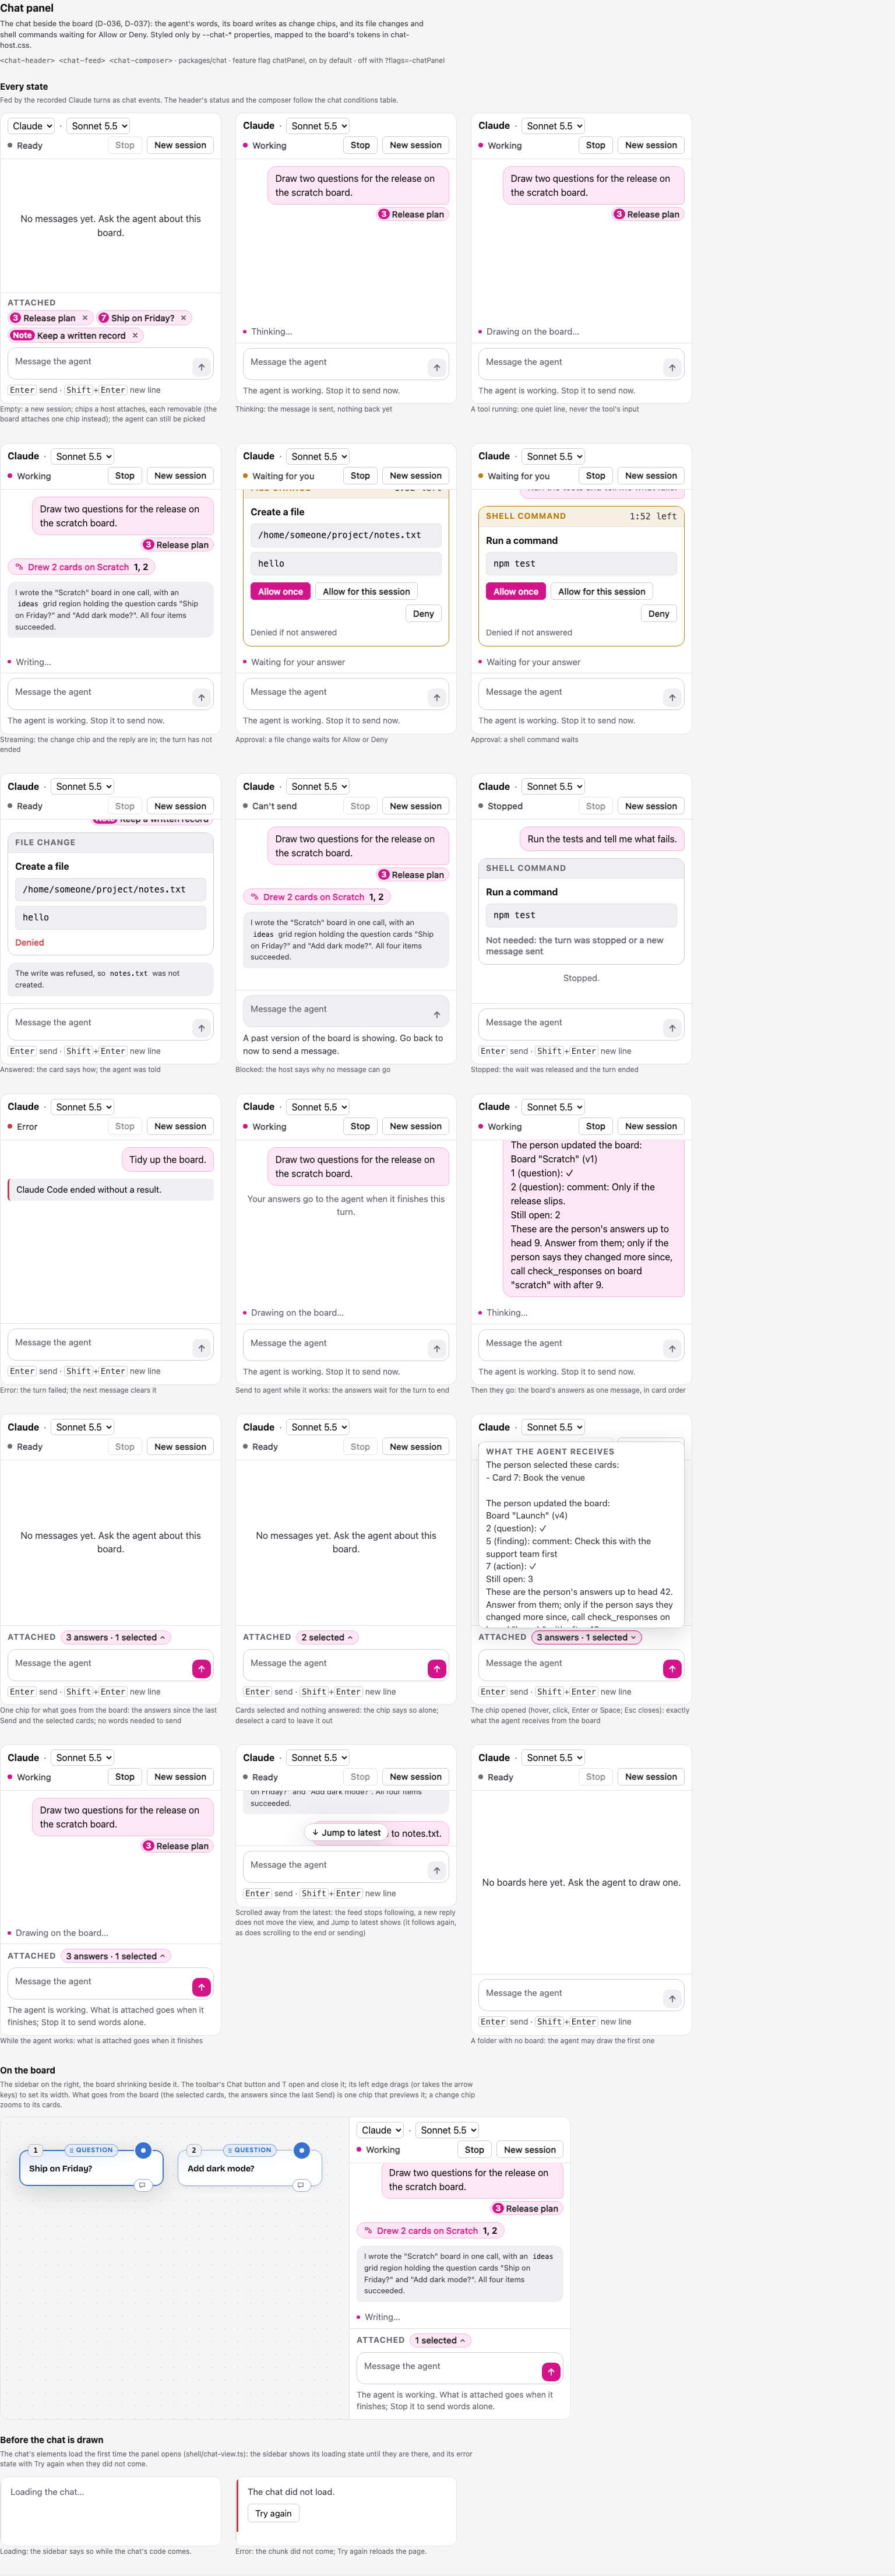 Chat panel
The chat beside the board (D-036, D-037): the agent's words, its board writes as change chips, and its file changes and
shell commands waiting for Allow or Deny. Styled only by --chat-* properties, mapped to the board's tokens in chat-
host.css.
<chat-header> <chat-feed> <chat-composer> · packages/chat · feature flag chatPanel, on by default · off with ?flags=-chatPanel
Every state
Fed by the recorded Claude turns as chat events. The header's status and the composer follow the chat conditions table.
Claude · Sonnet 5.5
Ready Stop New session
No messages yet. Ask the agent about this
board.
ATTACHED
3 Release plan × 7 Ship on Friday? ×
Note Keep a written record ×
Message the agent
Enter send · Shift+Enter new line
Empty: a new session; chips a host attaches, each removable (the
board attaches one chip instead); the agent can still be picked
Claude · Sonnet 5.5
Working Stop New session
Draw two questions for the release on
the scratch board.
3 Release plan
Thinking...
Message the agent
The agent is working. Stop it to send now.
Thinking: the message is sent, nothing back yet
Claude · Sonnet 5.5
Working Stop New session
Draw two questions for the release on
the scratch board.
3 Release plan
Drawing on the board...
Message the agent
The agent is working. Stop it to send now.
A tool running: one quiet line, never the tool's input
Claude · Sonnet 5.5
Working Stop New session
Draw two questions for the release on
the scratch board.
3 Release plan
Drew 2 cards on Scratch 1, 2
I wrote the "Scratch" board in one call, with an
ideas grid region holding the question cards "Ship
on Friday?" and "Add dark mode?". All four items
succeeded.
Writing...
Message the agent
The agent is working. Stop it to send now.
Streaming: the change chip and the reply are in; the turn has not
ended
Claude · Sonnet 5.5
Waiting for you Stop New session
Create a file
/home/someone/project/notes.txt
hello
Allow once Allow for this session
Deny
Denied if not answered
Waiting for your answer
Message the agent
The agent is working. Stop it to send now.
Approval: a file change waits for Allow or Deny
Claude · Sonnet 5.5
Waiting for you Stop New session
SHELL COMMAND 1:52 left
Run a command
npm test
Allow once Allow for this session
Deny
Denied if not answered
Waiting for your answer
Message the agent
The agent is working. Stop it to send now.
Approval: a shell command waits
Claude · Sonnet 5.5
Ready Stop New session
Note Keep a written record
FILE CHANGE
Create a file
/home/someone/project/notes.txt
hello
Denied
The write was refused, so notes.txt was not
created.
Message the agent
Enter send · Shift+Enter new line
Answered: the card says how; the agent was told
Claude · Sonnet 5.5
Can't send Stop New session
Draw two questions for the release on
the scratch board.
3 Release plan
Drew 2 cards on Scratch 1, 2
I wrote the "Scratch" board in one call, with an
ideas grid region holding the question cards "Ship
on Friday?" and "Add dark mode?". All four items
succeeded.
Message the agent
A past version of the board is showing. Go back to
now to send a message.
Blocked: the host says why no message can go
Claude · Sonnet 5.5
Stopped Stop New session
Run the tests and tell me what fails.
SHELL COMMAND
Run a command
npm test
Not needed: the turn was stopped or a new
message sent
Stopped.
Message the agent
Enter send · Shift+Enter new line
Stopped: the wait was released and the turn ended
Claude · Sonnet 5.5
Error Stop New session
Tidy up the board.
Claude Code ended without a result.
Message the agent
Enter send · Shift+Enter new line
Error: the turn failed; the next message clears it
Claude · Sonnet 5.5
Working Stop New session
Draw two questions for the release on
the scratch board.
Your answers go to the agent when it finishes this
turn.
Drawing on the board...
Message the agent
The agent is working. Stop it to send now.
Send to agent while it works: the answers wait for the turn to end
Claude · Sonnet 5.5
Working Stop New session
The person updated the board:
Board "Scratch" (v1)
1 (question): ✓
2 (question): comment: Only if the
release slips.
Still open: 2
These are the person's answers up to
head 9. Answer from them; only if the
person says they changed more since,
call check_responses on board
"scratch" with after 9.
Thinking...
Message the agent
The agent is working. Stop it to send now.
Then they go: the board's answers as one message, in card order
Claude · Sonnet 5.5
Ready Stop New session
No messages yet. Ask the agent about this
board.
ATTACHED 3 answers · 1 selected
Message the agent
Enter send · Shift+Enter new line
One chip for what goes from the board: the answers since the last
Send and the selected cards; no words needed to send
Claude · Sonnet 5.5
Ready Stop New session
No messages yet. Ask the agent about this
board.
ATTACHED 2 selected
Message the agent
Enter send · Shift+Enter new line
Cards selected and nothing answered: the chip says so alone;
deselect a card to leave it out
Claude · Sonnet 5.5
WHAT THE AGENT RECEIVES
The person selected these cards:
- Card 7: Book the venue
The person updated the board:
Board "Launch" (v4)
2 (question): ✓
5 (finding): comment: Check this with the
support team first
7 (action): ✓
Still open: 3
These are the person's answers up to head 42.
Answer from them; only if the person says they
changed more since, call check_responses on
ATTACHED 3 answers · 1 selected
Message the agent
Enter send · Shift+Enter new line
The chip opened (hover, click, Enter or Space; Esc closes): exactly
what the agent receives from the board
Claude · Sonnet 5.5
Working Stop New session
Draw two questions for the release on
the scratch board.
3 Release plan
Drawing on the board...
ATTACHED 3 answers · 1 selected
Message the agent
The agent is working. What is attached goes when it
finishes; Stop it to send words alone.
While the agent works: what is attached goes when it finishes
Claude · Sonnet 5.5
Ready Stop New session
on Friday?" and "Add dark mode?". All four items
succeeded.
↓ Jump to latest
to notes.txt.
Message the agent
Enter send · Shift+Enter new line
Scrolled away from the latest: the feed stops following, a new reply
does not move the view, and Jump to latest shows (it follows again,
as does scrolling to the end or sending)
Claude · Sonnet 5.5
Ready Stop New session
No boards here yet. Ask the agent to draw one.
Message the agent
Enter send · Shift+Enter new line
A folder with no board: the agent may draw the first one
On the board
The sidebar on the right, the board shrinking beside it. The toolbar's Chat button and T open and close it; its left edge drags (or takes the arrow
keys) to set its width. What goes from the board (the selected cards, the answers since the last Send) is one chip that previews it; a change chip
zooms to its cards.
1 QUESTION
Ship on Friday?
2 QUESTION
Add dark mode?
Claude · Sonnet 5.5
Working Stop New session
Draw two questions for the release on
the scratch board.
3 Release plan
Drew 2 cards on Scratch 1, 2
I wrote the "Scratch" board in one call, with an ideas
grid region holding the question cards "Ship on
Friday?" and "Add dark mode?". All four items
succeeded.
Writing...
ATTACHED 1 selected
Message the agent
The agent is working. What is attached goes when it
finishes; Stop it to send words alone.
Before the chat is drawn
The chat's elements load the first time the panel opens (shell/chat-view.ts): the sidebar shows its loading state until they are there, and its error
state with Try again when they did not come.
Loading the chat...
Loading: the sidebar says so while the chat's code comes.
The chat did not load.
Try again
Error: the chunk did not come; Try again reloads the page.